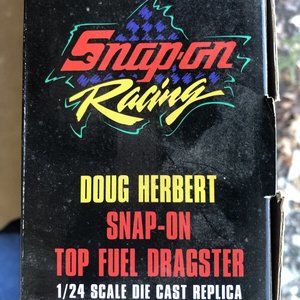 Snap-on
Racing
DOUG HERBERT
SNAP-ON
TOP FUEL DRAGSTER
1/24 SCALE DIE CAST REPLICA